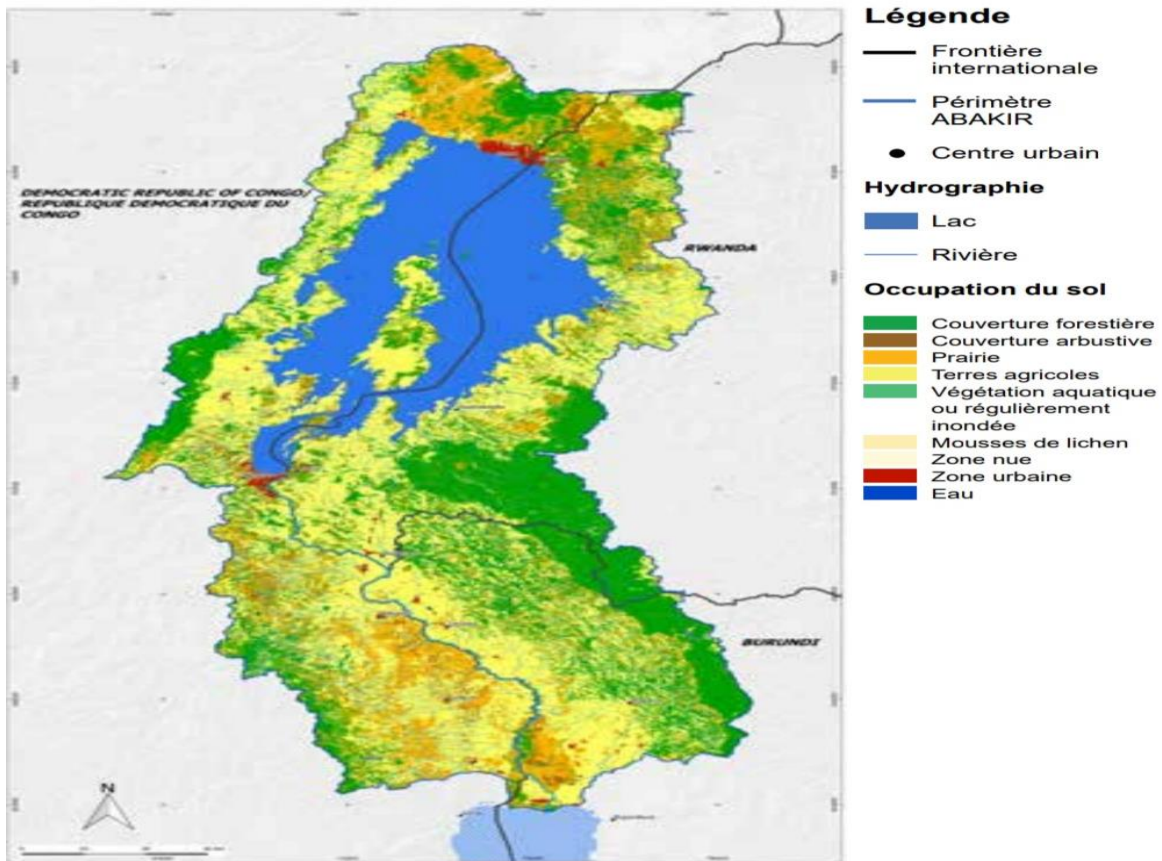 DEMOCRATIC REPUBLIC OF CONGO/
REPUBLIQUE DEMOCRATIQUE DU
CONGO
RWANDA
BURUNDI
N
Légende
Frontière
internationale
Périmètre
ABAKIR
Centre urbain
Hydrographie
Lac
Rivière
Occupation du sol
Couverture forestière
Couverture arbustive
Prairie
Terres agricoles
Végétation aquatique
ou régulièrement
inondée
Mousses de lichen
Zone nue
Zone urbaine
Eau